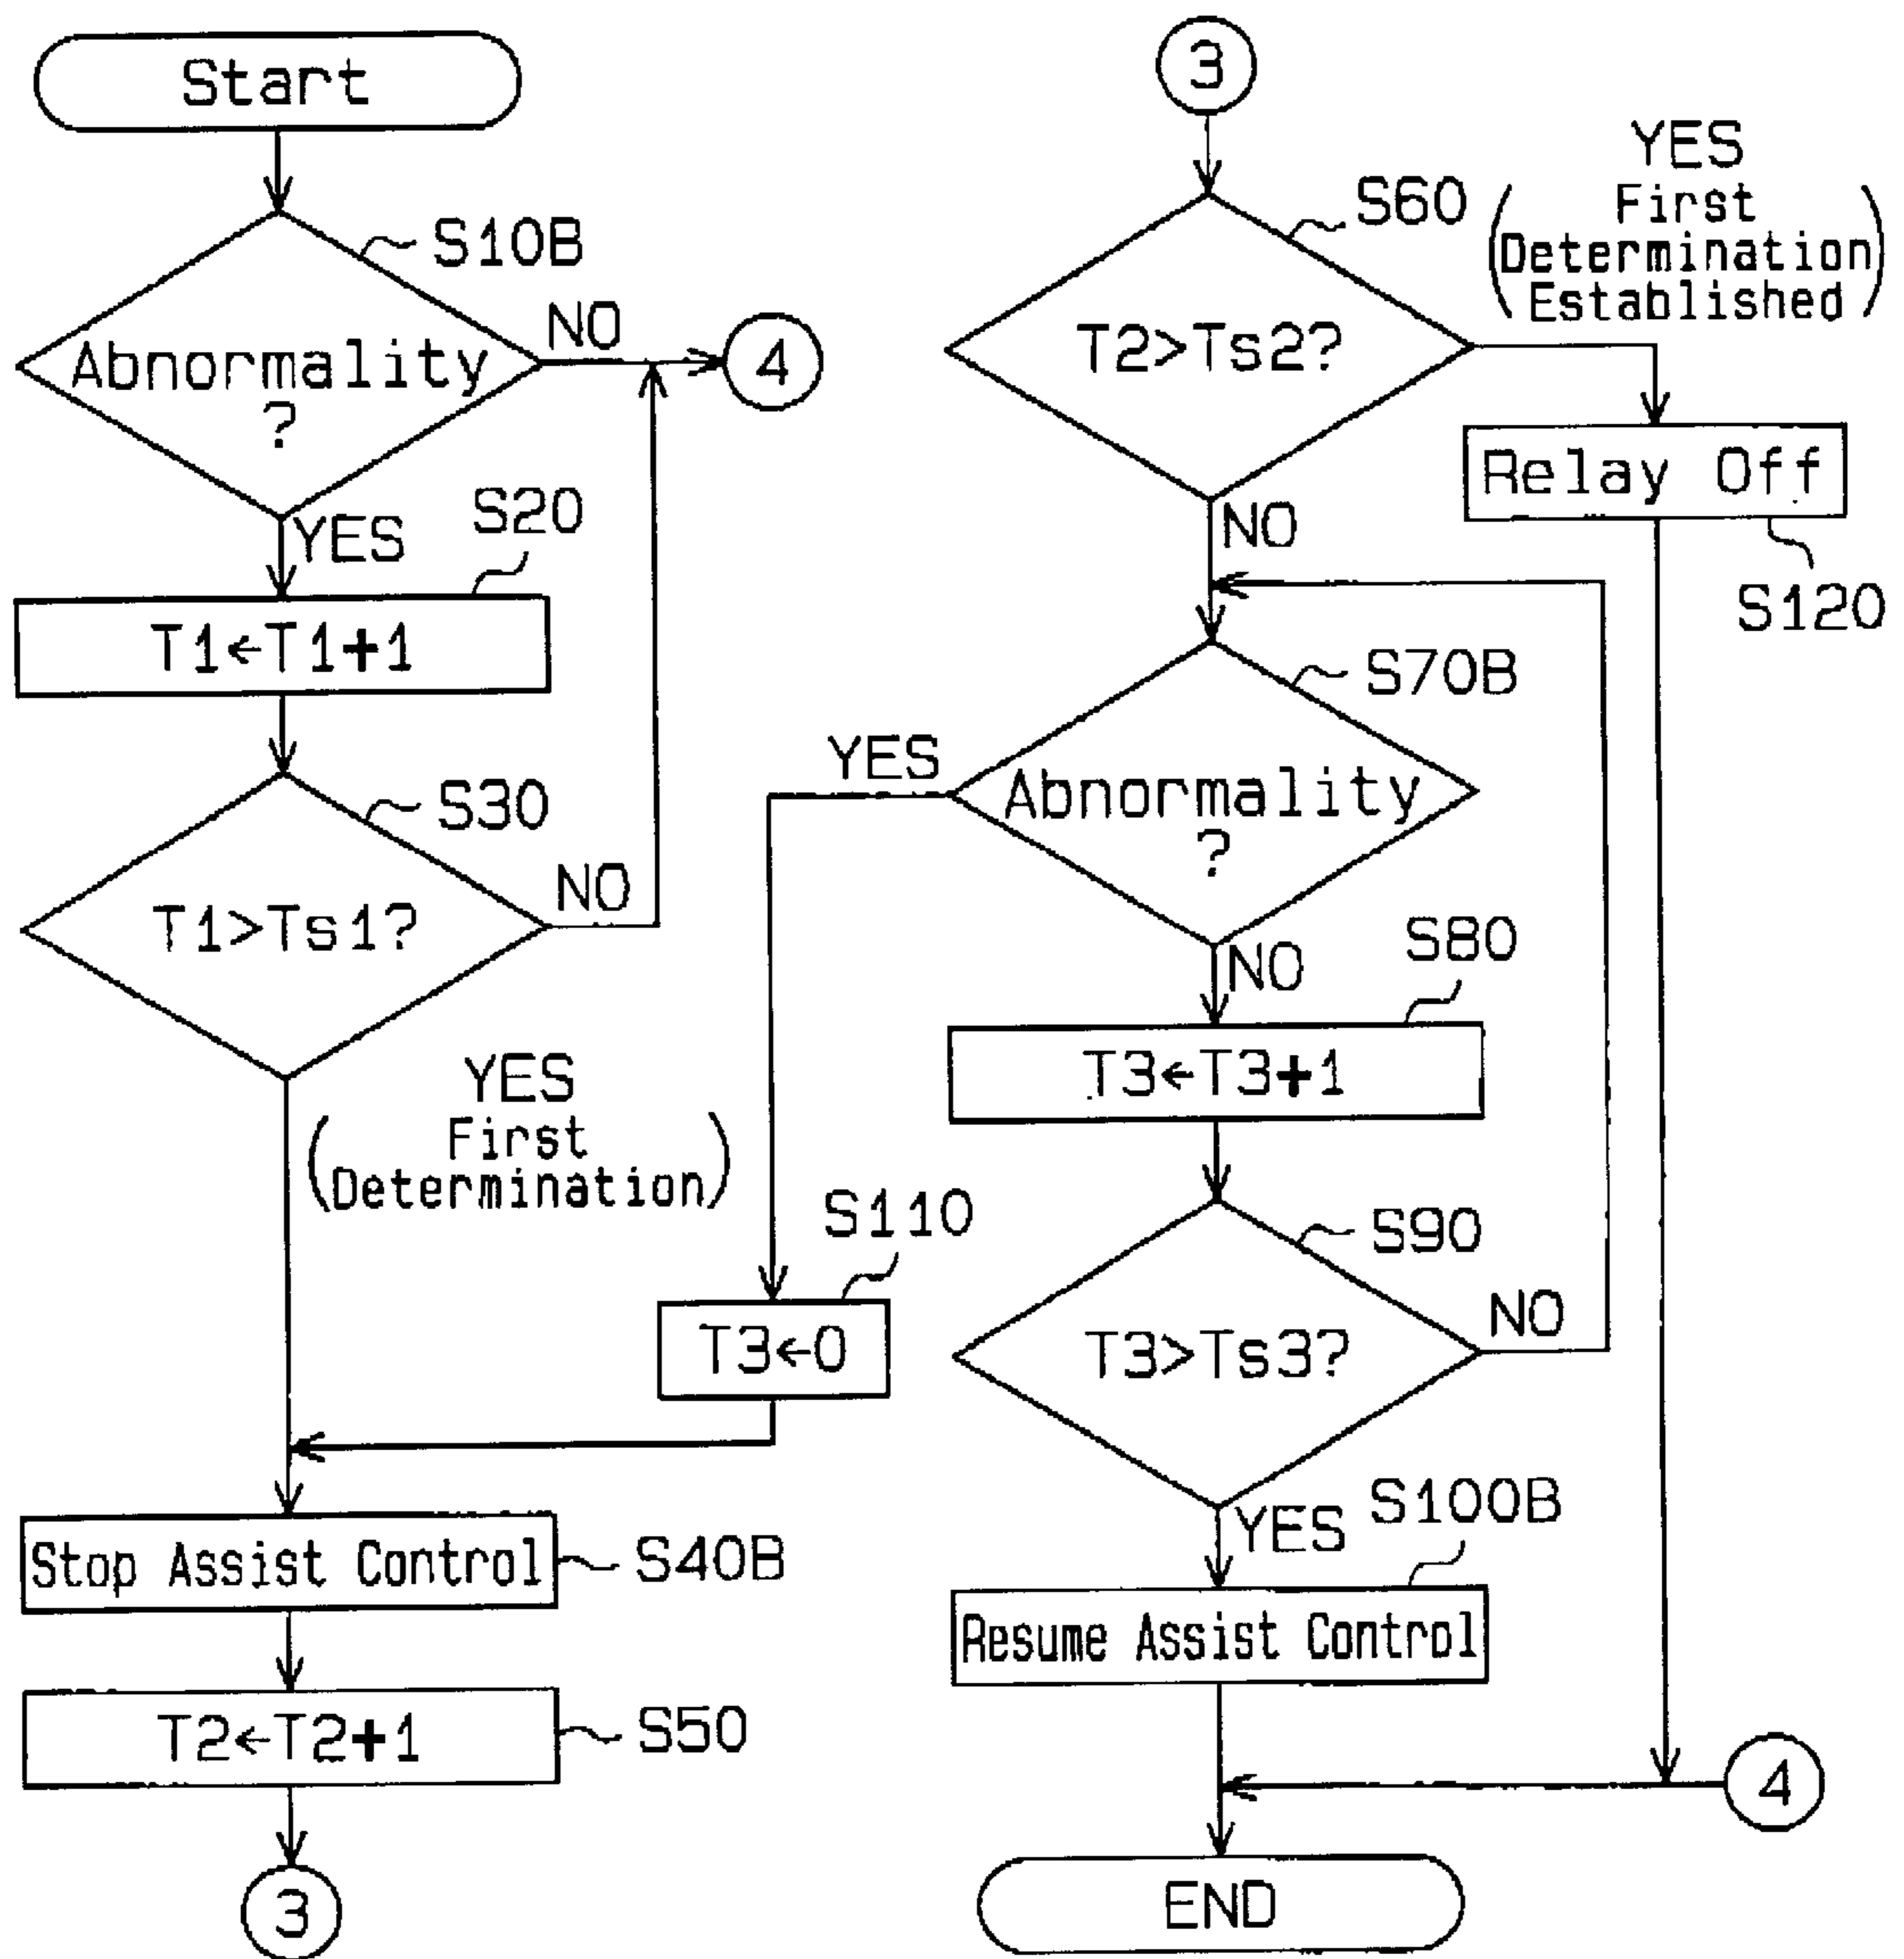 Start
S10B
Abnormality
?
NO
4
YES
S20
T1←T1+1
S30
T1>Ts1?
NO
YES
(First
Determination)
Stop Assist Control
S40B
T2←T2+1
S50
3
3
S60
T2>Ts2?
YES
(First
Determination
Established)
Relay Off
S120
NO
S70B
Abnormality
?
YES
S110
T3←0
NO
S80
T3←T3+1
S90
T3>Ts3?
NO
YES
S100B
Resume Assist Control
4
END